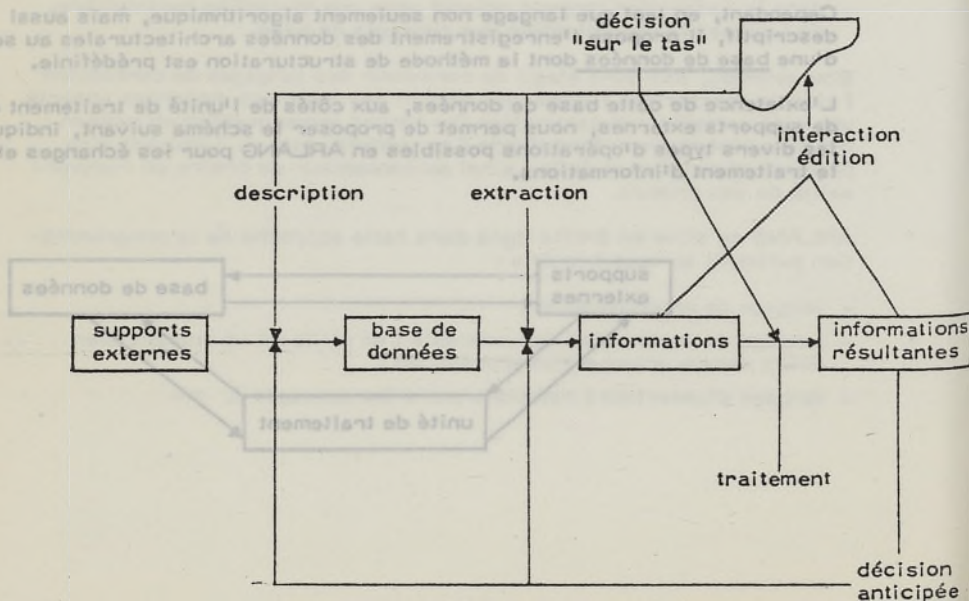 décision
"sur le tas"
interaction
édition
description
extraction
supports
externes
base de
données
informations
informations
résultantes
traitement
décision
anticipée